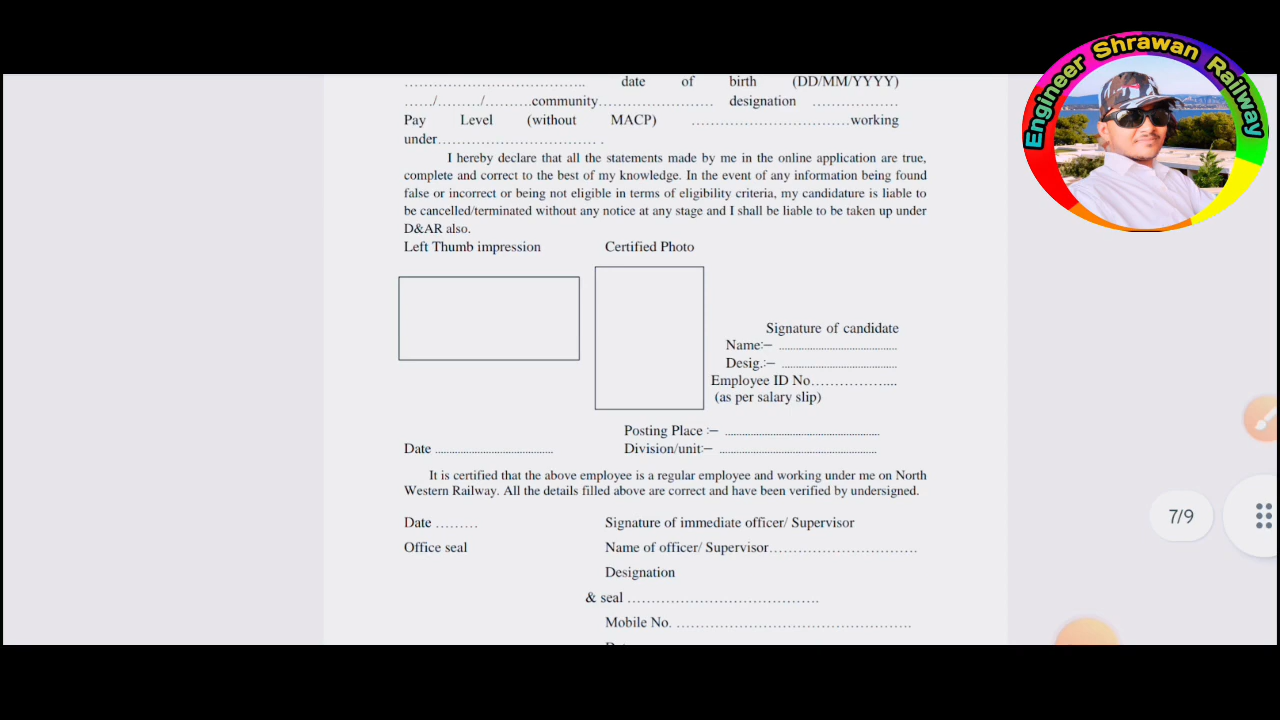 Engineer Shrawan Railway
……………………………….. date of birth (DD/MM/YYYY)
……/………../…………community……………………… designation ………………
Pay Level (without MACP) ……………………………working
under…………………………… .
I hereby declare that all the statements made by me in the online application are true,
complete and correct to the best of my knowledge. In the event of any information being found
false or incorrect or being not eligible in terms of eligibility criteria, my candidature is liable to
be cancelled/terminated without any notice at any stage and I shall be liable to be taken up under
D&AR also.
Left Thumb impression Certified Photo
Signature of candidate
Name:– ............................................
Desig.:– ...........................................
Employee ID No……………....
(as per salary slip)
Posting Place :– .........................................................
Date ........................................... Division/unit:– .........................................................
It is certified that the above employee is a regular employee and working under me on North
Western Railway. All the details filled above are correct and have been verified by undersigned.
Date ……… Signature of immediate officer/ Supervisor
Office seal Name of officer/ Supervisor………………………….
Designation
& seal ………………………………….
Mobile No. ………………………………………….
7/9